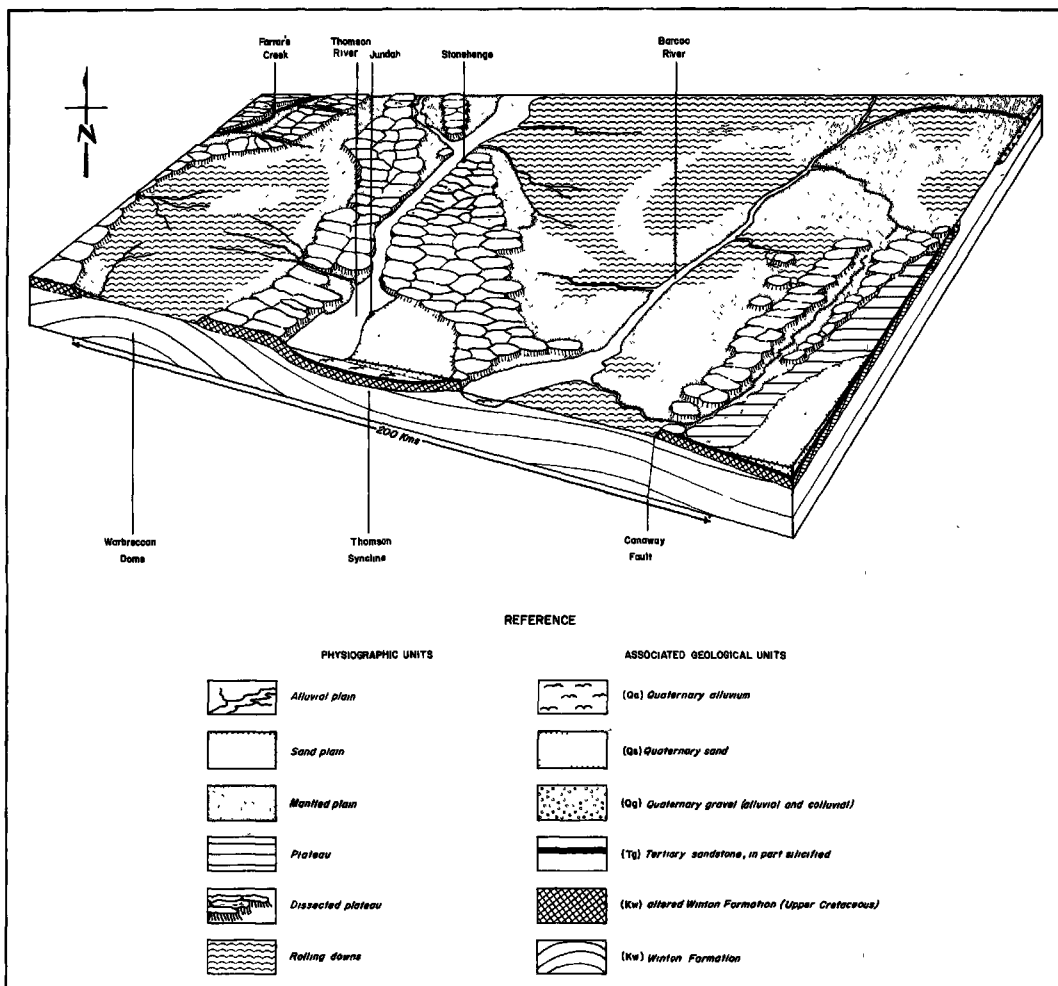 Farrar's
Creek
Thomson
River
Jundah
Stonehenge
Barcoo
River
N
200 Kms
Warbreccan
Dome
Thomson
Syncline
Canaway
Fault
REFERENCE
PHYSIOGRAPHIC UNITS
Alluvial plain
Sand plain
Mantled plain
Plateau
Dissected plateau
Rolling downs
ASSOCIATED GEOLOGICAL UNITS
(Qa) Quaternary alluvium
(Qs) Quaternary sand
(Qg) Quaternary gravel (alluvial and colluvial)
(Tg) Tertiary sandstone, in part silicified
(Kw) altered Winton Formation (Upper Cretaceous)
(Kw) Winton Formation